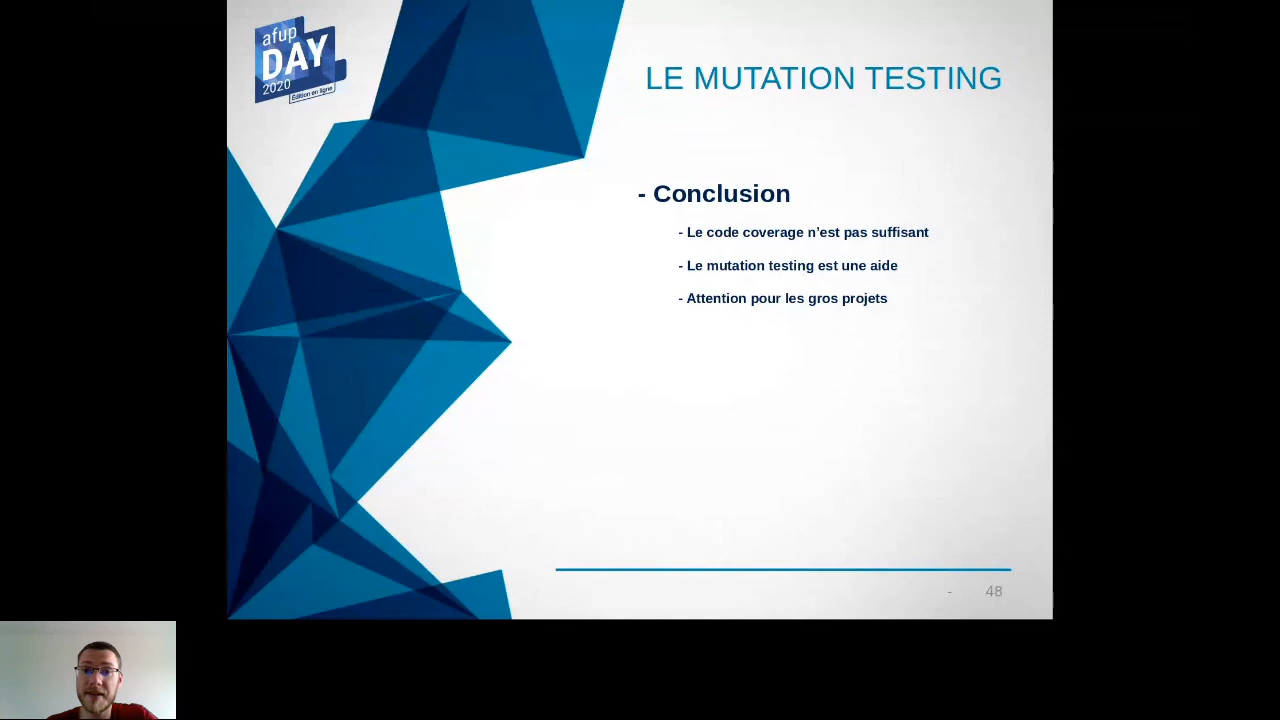 afup
DAY
2020
Édition en ligne
LE MUTATION TESTING
- Conclusion
- Le code coverage n’est pas suffisant
- Le mutation testing est une aide
- Attention pour les gros projets
- 48